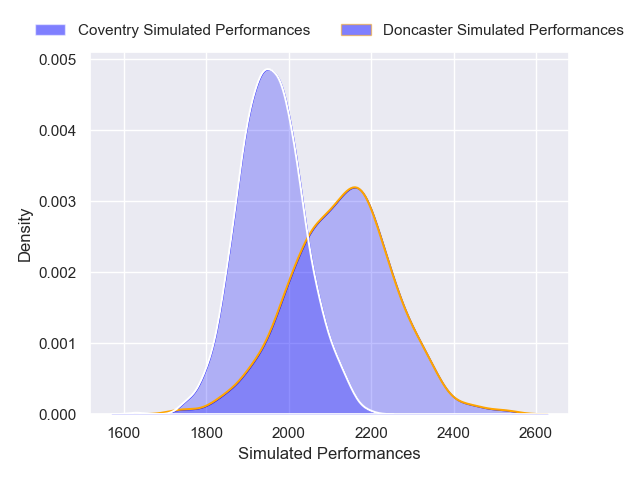 Coventry Simulated Performances Doncaster Simulated Performances
0.005
0.004
0.003
0.002
0.001
0.000
Density
1600 1800 2000 2200 2400 2600
Simulated Performances